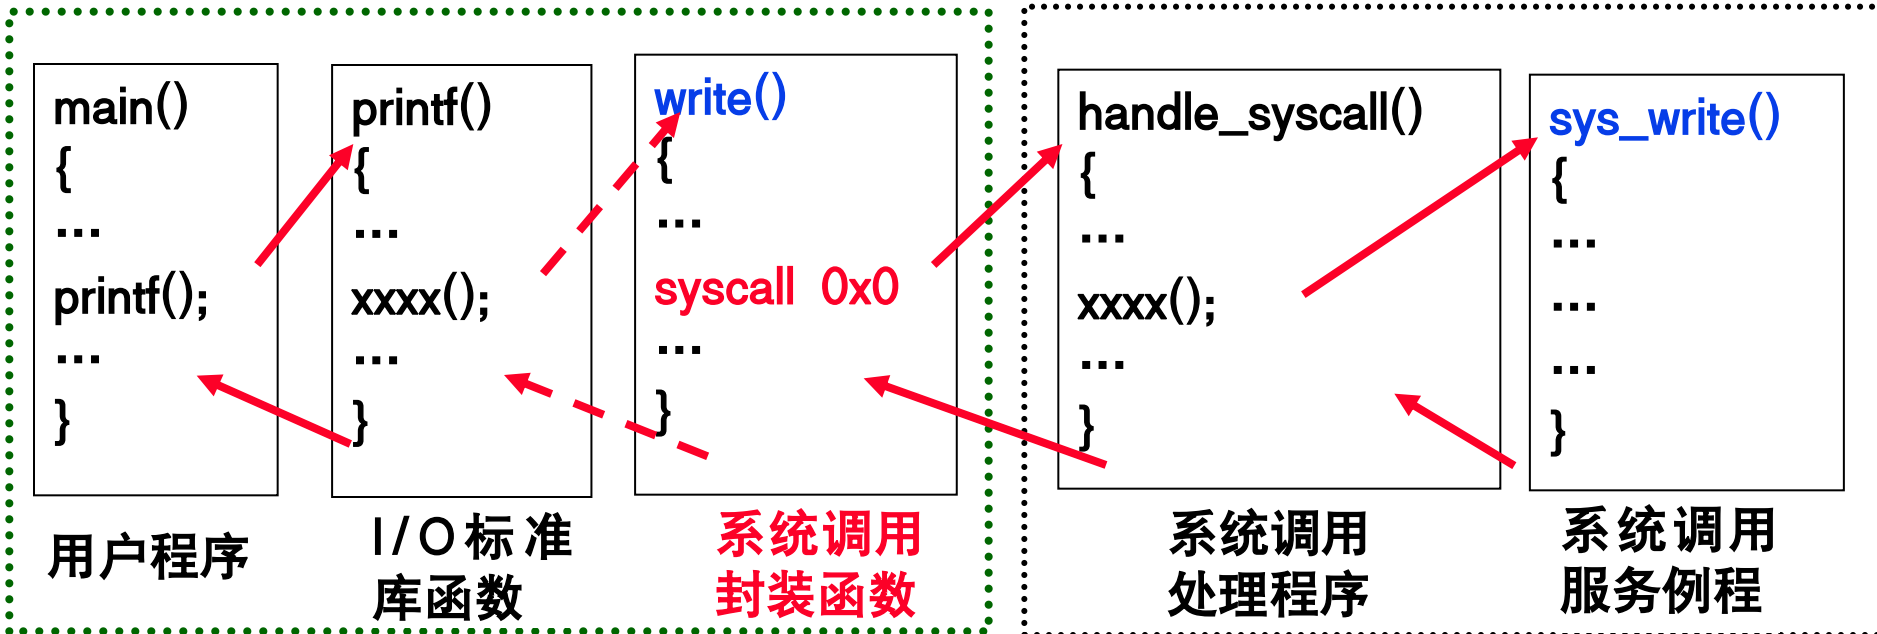 main()
{
...
printf();
...
}
用户程序
printf()
{
...
xxxx();
...
}
I/O标准
库函数
write()
{
...
syscall 0x0
...
}
系统调用
封装函数
handle_syscall()
{
...
xxxx();
...
}
系统调用
处理程序
sys_write()
{
...
...
...
}
系统调用
服务例程